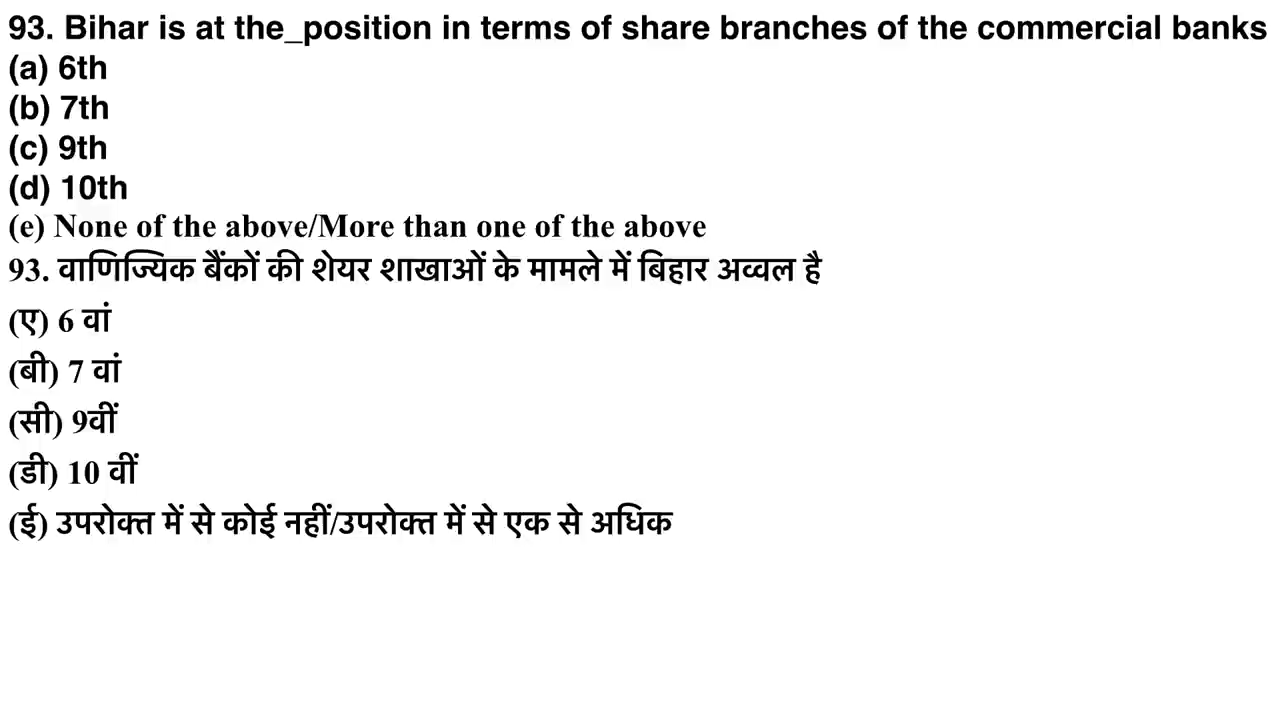 93. Bihar is at the_position in terms of share branches of the commercial banks
(a) 6th
(b) 7th
(c) 9th
(d) 10th
(e) None of the above/More than one of the above
93. वाणिज्यिक बैंकों की शेयर शाखाओं के मामले में बिहार अव्वल है
(ए) 6 वां
(बी) 7 वां
(सी) 9वीं
(डी) 10 वीं
(ई) उपरोक्त में से कोई नहीं/उपरोक्त में से एक से अधिक